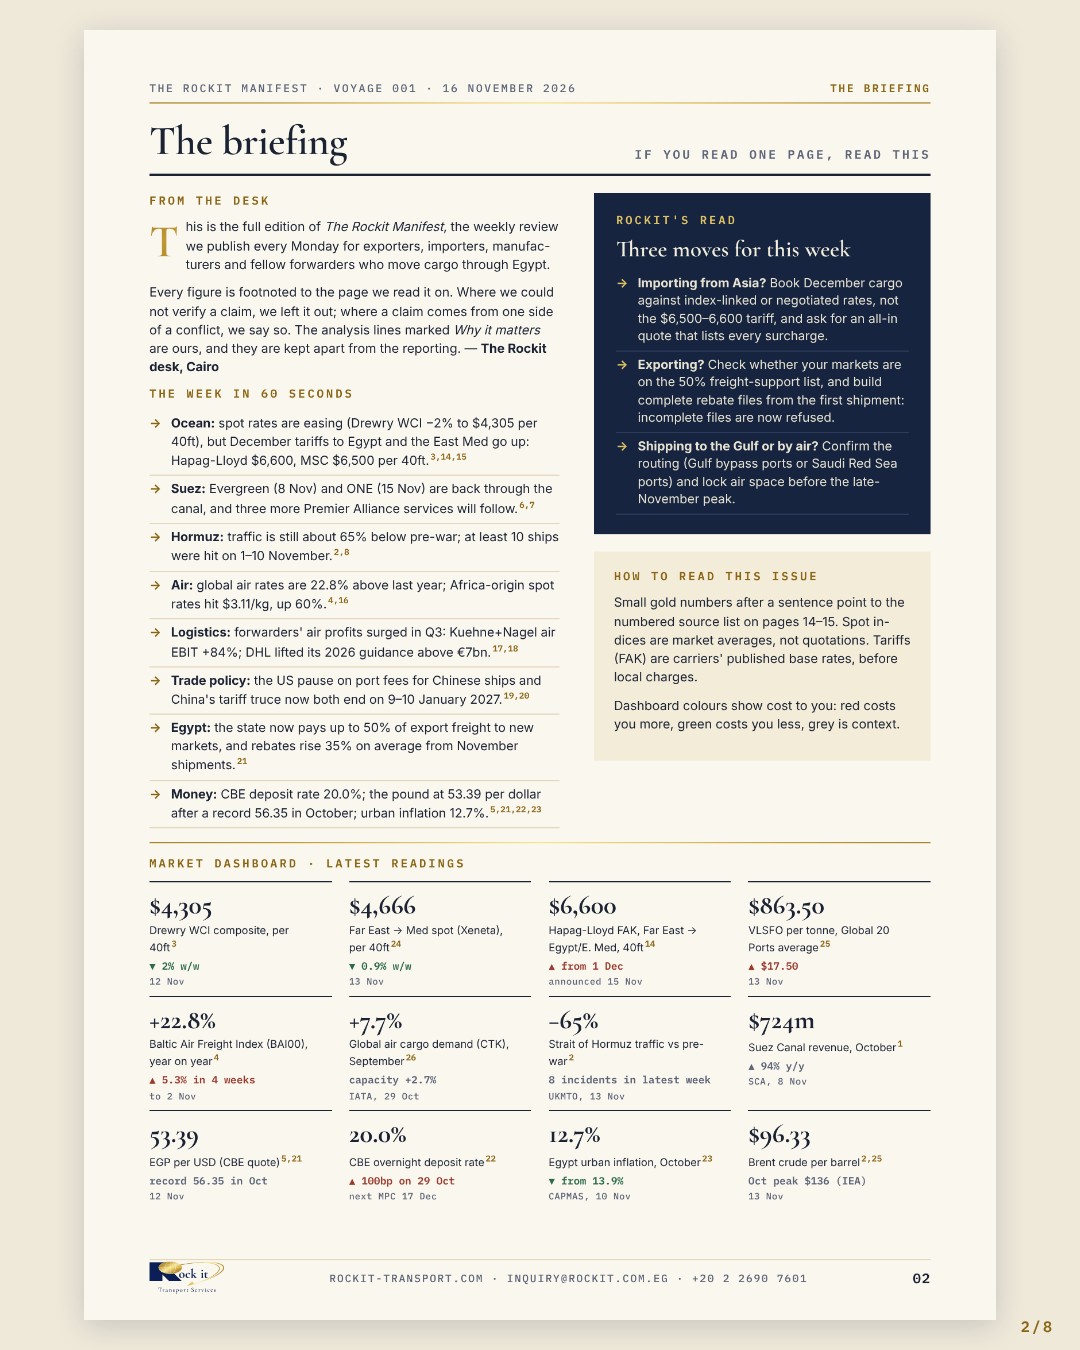 THE ROCKIT MANIFEST · VOYAGE 001 · 16 NOVEMBER 2026
THE BRIEFING
The briefing
IF YOU READ ONE PAGE, READ THIS
FROM THE DESK
This is the full edition of The Rockit Manifest, the weekly review
we publish every Monday for exporters, importers, manufac-
turers and fellow forwarders who move cargo through Egypt.
Every figure is footnoted to the page we read it on. Where we could
not verify a claim, we left it out; where a claim comes from one side
of a conflict, we say so. The analysis lines marked Why it matters
are ours, and they are kept apart from the reporting. — The Rockit
desk, Cairo
THE WEEK IN 60 SECONDS
→ Ocean: spot rates are easing (Drewry WCI −2% to $4,305 per
40ft), but December tariffs to Egypt and the East Med go up:
Hapag-Lloyd $6,600, MSC $6,500 per 40ft.3,14,15
→ Suez: Evergreen (8 Nov) and ONE (15 Nov) are back through the
canal, and three more Premier Alliance services will follow.6,7
→ Hormuz: traffic is still about 65% below pre-war; at least 10 ships
were hit on 1–10 November.2,8
→ Air: global air rates are 22.8% above last year; Africa-origin spot
rates hit $3.11/kg, up 60%.4,16
→ Logistics: forwarders' air profits surged in Q3: Kuehne+Nagel air
EBIT +84%; DHL lifted its 2026 guidance above €7bn.17,18
→ Trade policy: the US pause on port fees for Chinese ships and
China's tariff truce now both end on 9–10 January 2027.19,20
→ Egypt: the state now pays up to 50% of export freight to new
markets, and rebates rise 35% on average from November
shipments.21
→ Money: CBE deposit rate 20.0%; the pound at 53.39 per dollar
after a record 56.35 in October; urban inflation 12.7%.5,21,22,23
ROCKIT'S READ
Three moves for this week
→ Importing from Asia? Book December cargo
against index-linked or negotiated rates, not
the $6,500–6,600 tariff, and ask for an all-in
quote that lists every surcharge.
→ Exporting? Check whether your markets are
on the 50% freight-support list, and build
complete rebate files from the first shipment:
incomplete files are now refused.
→ Shipping to the Gulf or by air? Confirm the
routing (Gulf bypass ports or Saudi Red Sea
ports) and lock air space before the late-
November peak.
HOW TO READ THIS ISSUE
Small gold numbers after a sentence point to the
numbered source list on pages 14–15. Spot in-
dices are market averages, not quotations. Tariffs
(FAK) are carriers' published base rates, before
local charges.
Dashboard colours show cost to you: red costs
you more, green costs you less, grey is context.
MARKET DASHBOARD · LATEST READINGS
$4,305
Drewry WCI composite, per
40ft3
▼ 2% w/w
12 Nov
$4,666
Far East → Med spot (Xeneta),
per 40ft24
▼ 0.9% w/w
13 Nov
$6,600
Hapag-Lloyd FAK, Far East →
Egypt/E. Med, 40ft14
▲ from 1 Dec
announced 15 Nov
$863.50
VLSFO per tonne, Global 20
Ports average25
▲ $17.50
13 Nov
+22.8%
Baltic Air Freight Index (BAI00),
year on year4
▲ 5.3% in 4 weeks
to 2 Nov
+7.7%
Global air cargo demand (CTK),
September26
capacity +2.7%
IATA, 29 Oct
−65%
Strait of Hormuz traffic vs pre-
war2
8 incidents in latest week
UKMTO, 13 Nov
$724m
Suez Canal revenue, October1
▲ 94% y/y
SCA, 8 Nov
53.39
EGP per USD (CBE quote)5,21
record 56.35 in Oct
12 Nov
20.0%
CBE overnight deposit rate22
▲ 100bp on 29 Oct
next MPC 17 Dec
12.7%
Egypt urban inflation, October23
▼ from 13.9%
CAPMAS, 10 Nov
$96.33
Brent crude per barrel2,25
Oct peak $136 (IEA)
13 Nov
Rock it
Transport Services
ROCKIT-TRANSPORT.COM · INQUIRY@ROCKIT.COM.EG · +20 2 2690 7601
02
2/8